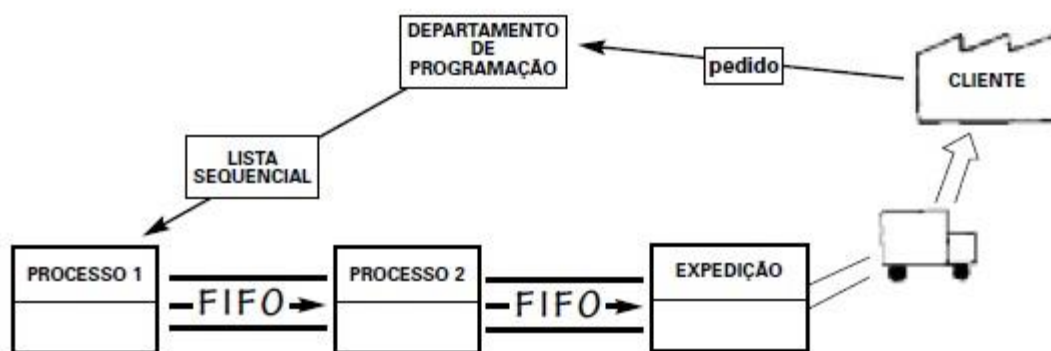 DEPARTAMENTO
DE
PROGRAMAÇÃO
pedido
CLIENTE
LISTA
SEQUENCIAL
PROCESSO 1
FIFO
PROCESSO 2
FIFO
EXPEDIÇÃO